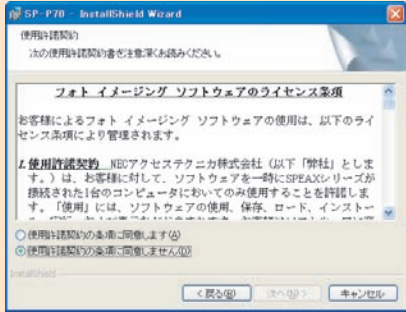 SP-P70 - InstallShield Wizard
使用許諾契約
次の使用許諾契約書を注意深くお読みください。
フォト イメージング ソフトウェアのライセンス条項
お客様によるフォト イメージング ソフトウェアの使用は、以下のライ
センス条項により管理されます。
1. 使用許諾契約 NECアクセステクニカ株式会社（以下「弊社」としま
す。）は、お客様に対して、ソフトウェアを一時にSPEAXシリーズが
接続された1台のコンピュータにおいてのみ使用することを許諾しま
す。「使用」には、ソフトウェアの使用、保存、ロード、インストー
使用許諾契約の条項に同意します(A)
使用許諾契約の条項に同意しません(D)
InstallShield
< 戻る(B)
次へ(N) >
キャンセル